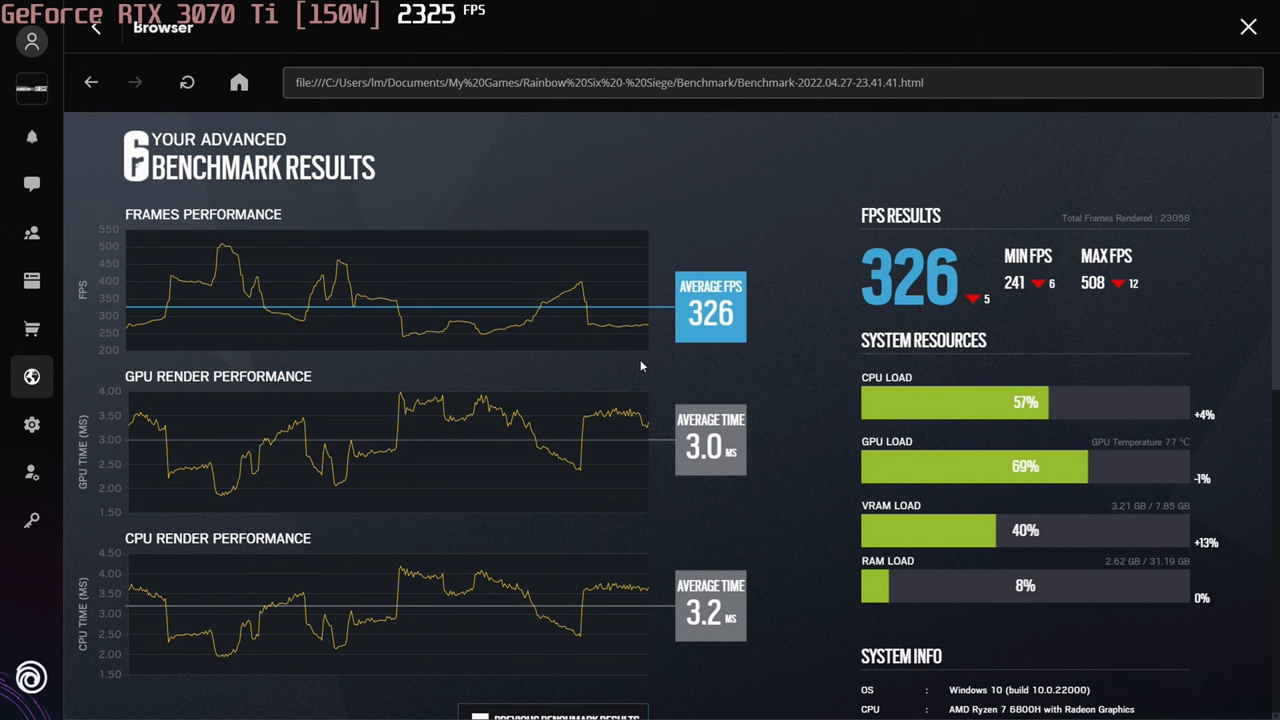 GeForce RTX 3070 Ti [150W] 2325 FPS
Browser
file:///C:/Users/lm/Documents/My%20Games/Rainbow%20Six%20-%20Siege/Benchmark/Benchmark-2022.04.27-23.41.41.html
YOUR ADVANCED
BENCHMARK RESULTS
FRAMES PERFORMANCE
FPS
550
500
450
400
350
300
250
200
AVERAGE FPS
326
GPU RENDER PERFORMANCE
GPU TIME (MS)
4.00
3.50
3.00
2.50
2.00
1.50
AVERAGE TIME
3.0 MS
CPU RENDER PERFORMANCE
CPU TIME (MS)
4.50
4.00
3.50
3.00
2.50
2.00
1.50
AVERAGE TIME
3.2 MS
PREVIOUS BENCHMARK RESULTS
FPS RESULTS
Total Frames Rendered : 23058
326 5
MIN FPS
241 6
MAX FPS
508 12
SYSTEM RESOURCES
CPU LOAD
57%
+4%
GPU LOAD
GPU Temperature 77 °C
69%
-1%
VRAM LOAD
3.21 GB / 7.85 GB
40%
+13%
RAM LOAD
2.62 GB / 31.19 GB
8%
0%
SYSTEM INFO
OS : Windows 10 (build 10.0.22000)
CPU : AMD Ryzen 7 6800H with Radeon Graphics